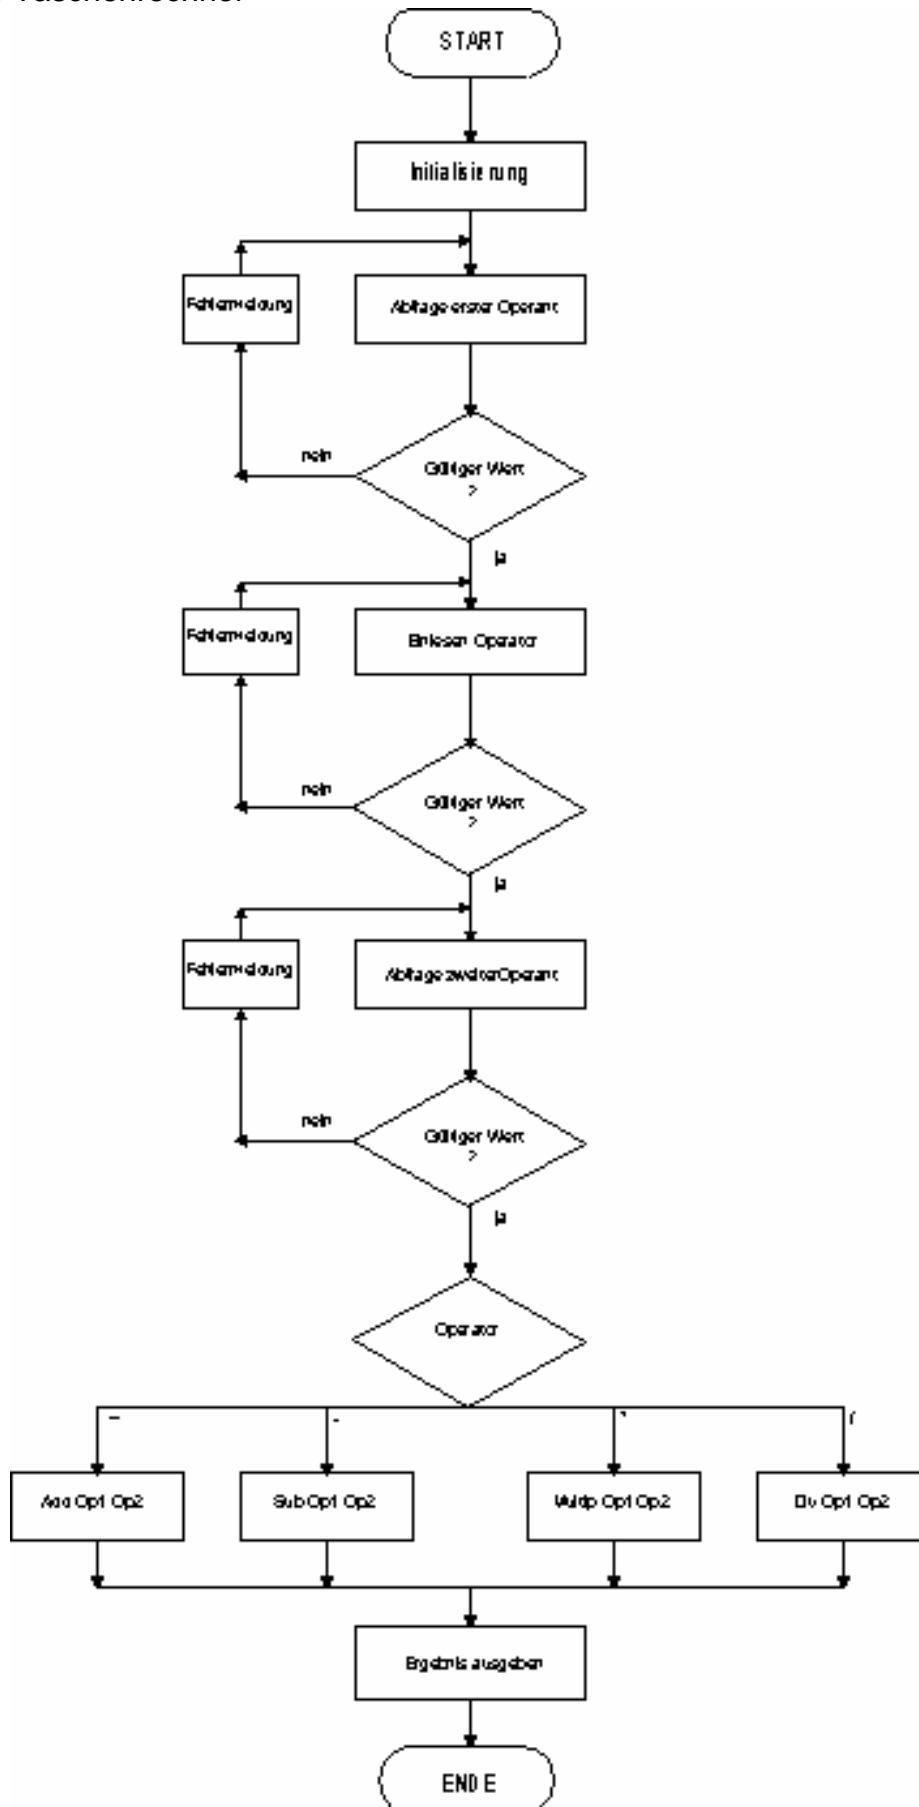 Taschenrechner
START
Initialisierung
Fehlermeldung
Abfrage erster Operant
nein
Gültiger Wert
?
ja
Fehlermeldung
Einlesen Operator
nein
Gültiger Wert
?
ja
Fehlermeldung
Abfrage zweiter Operant
nein
Gültiger Wert
?
ja
Operator
- /
Add Op1 Op2 Sub Op1 Op2 Multip Op1 Op2 Div Op1 Op2
Ergebnis ausgeben
ENDE